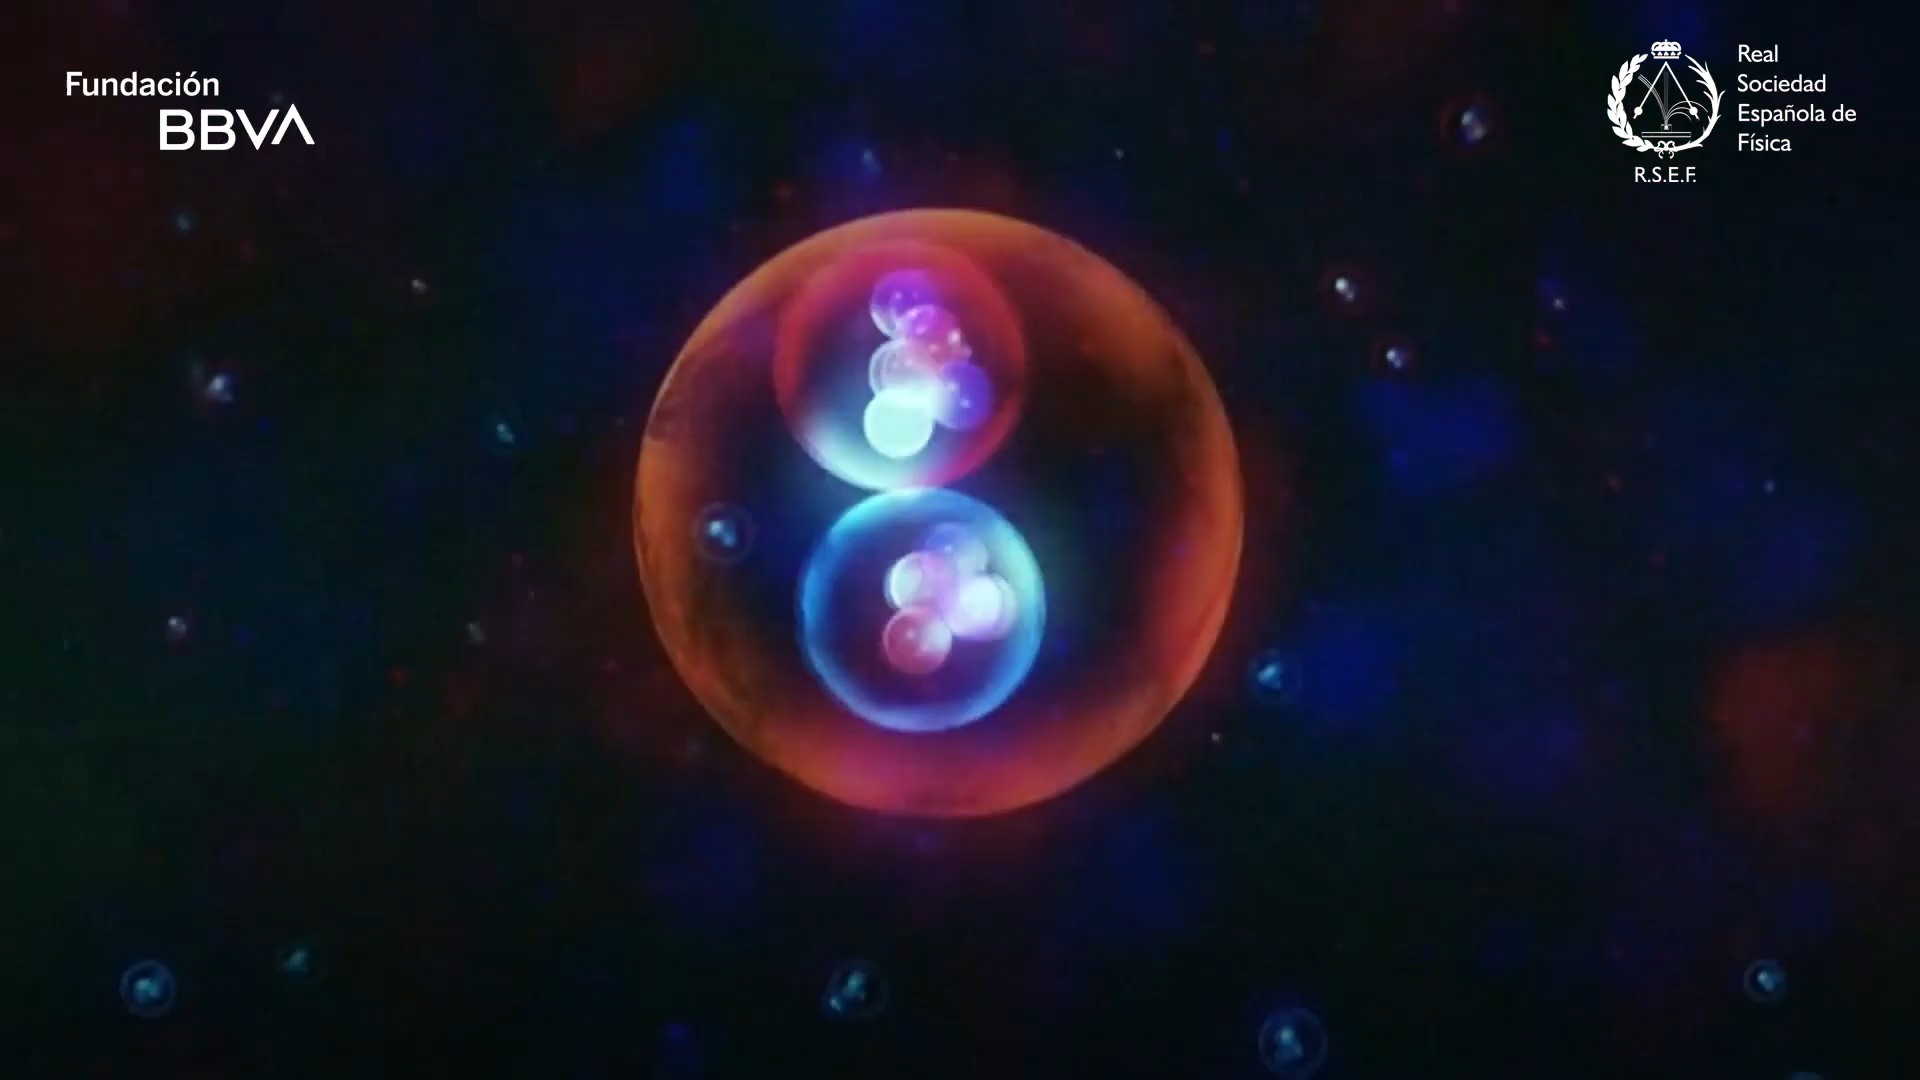 Fundación
BBVA
Real
Sociedad
Española de
Física
R.S.E.F.